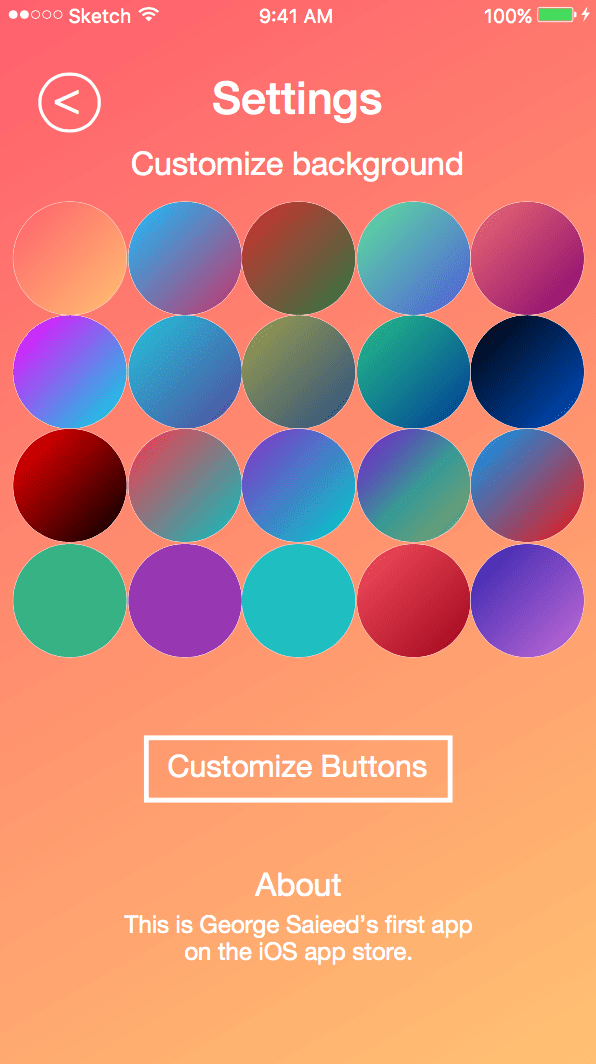 Sketch 9:41 AM 100%
< Settings
Customize background
Customize Buttons
About
This is George Saieed's first app
on the iOS app store.